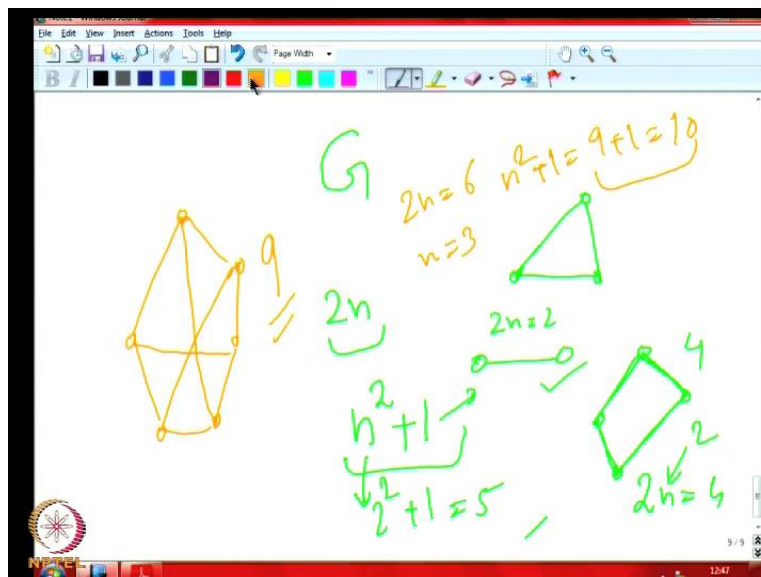 File Edit View Insert Actions Tools Help
Page Width
B I
G
2n = 6 n² + 1 = 9 + 1 = 10
n = 3
9
2n
2n = 2
n² + 1
4
2
2n = 4
2² + 1 = 5
9 / 9
NPTEL
12:47